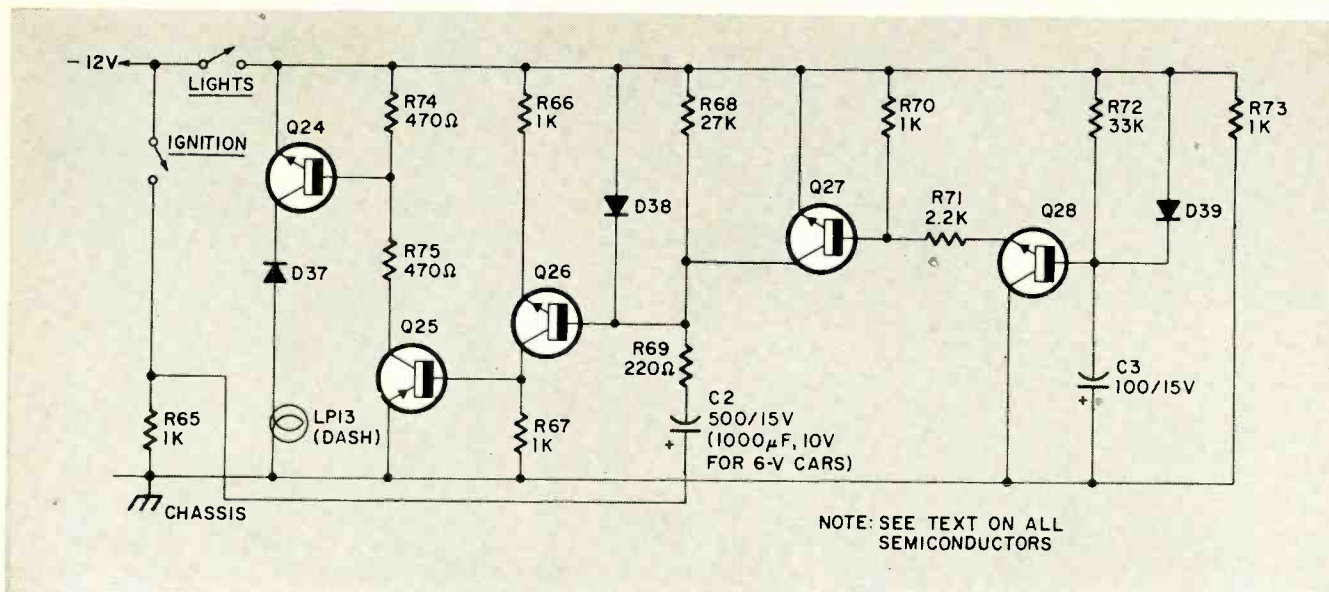 -12V
LIGHTS
IGNITION
R65
1K
CHASSIS
Q24
D37
LP13
(DASH)
R74
470Ω
R75
470Ω
Q25
R66
1K
Q26
R67
1K
D38
R68
27K
R69
220Ω
C2
500/15V
(1000µF, 10V
FOR 6-V CARS)
+
Q27
R70
1K
R71
2.2K
Q28
R72
33K
D39
R73
1K
C3
100/15V
+
NOTE: SEE TEXT ON ALL
SEMICONDUCTORS